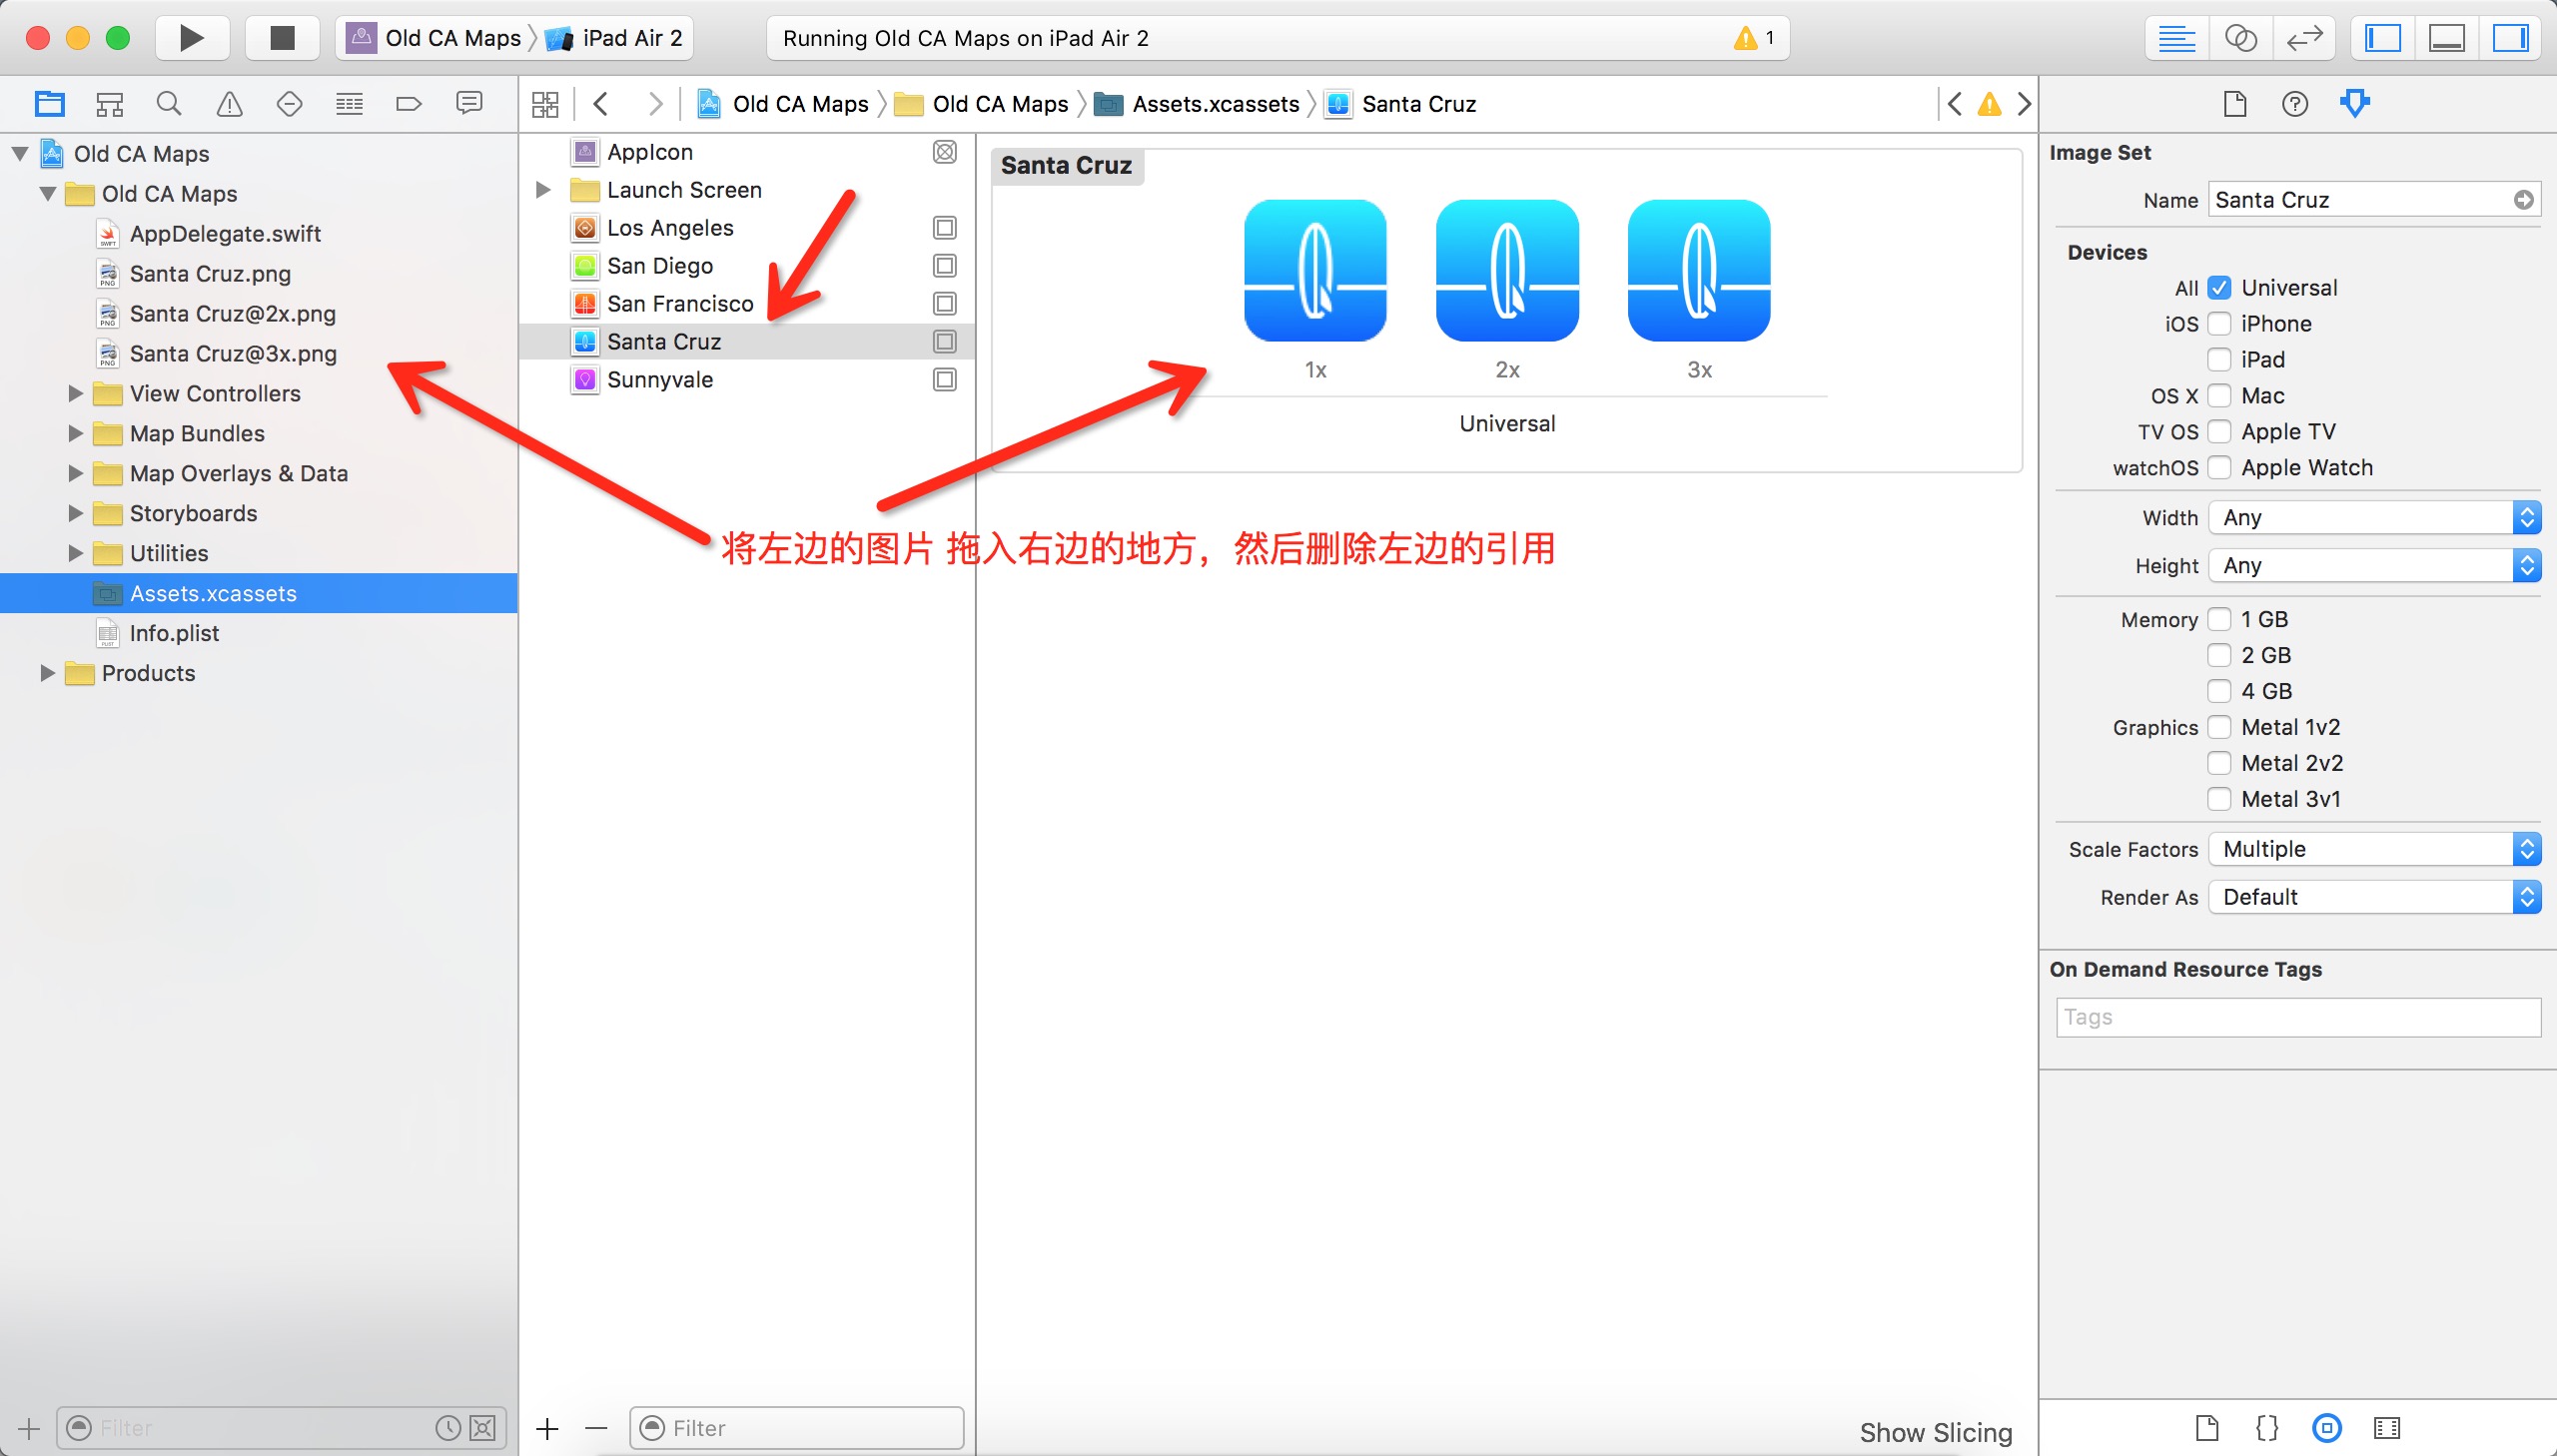 Old CA Maps iPad Air 2
Running Old CA Maps on iPad Air 2
1
Old CA Maps
Old CA Maps
AppDelegate.swift
Santa Cruz.png
Santa Cruz@2x.png
Santa Cruz@3x.png
View Controllers
Map Bundles
Map Overlays & Data
Storyboards
Utilities
Assets.xcassets
Info.plist
Products
Filter
Old CA Maps Old CA Maps Assets.xcassets Santa Cruz
AppIcon
Launch Screen
Los Angeles
San Diego
San Francisco
Santa Cruz
Sunnyvale
Filter
Santa Cruz
1x 2x 3x
Universal
将左边的图片 拖入右边的地方，然后删除左边的引用
Show Slicing
Image Set
Name Santa Cruz
Devices
All Universal
iOS iPhone
iPad
OS X Mac
TV OS Apple TV
watchOS Apple Watch
Width Any
Height Any
Memory 1 GB
2 GB
4 GB
Graphics Metal 1v2
Metal 2v2
Metal 3v1
Scale Factors Multiple
Render As Default
On Demand Resource Tags
Tags